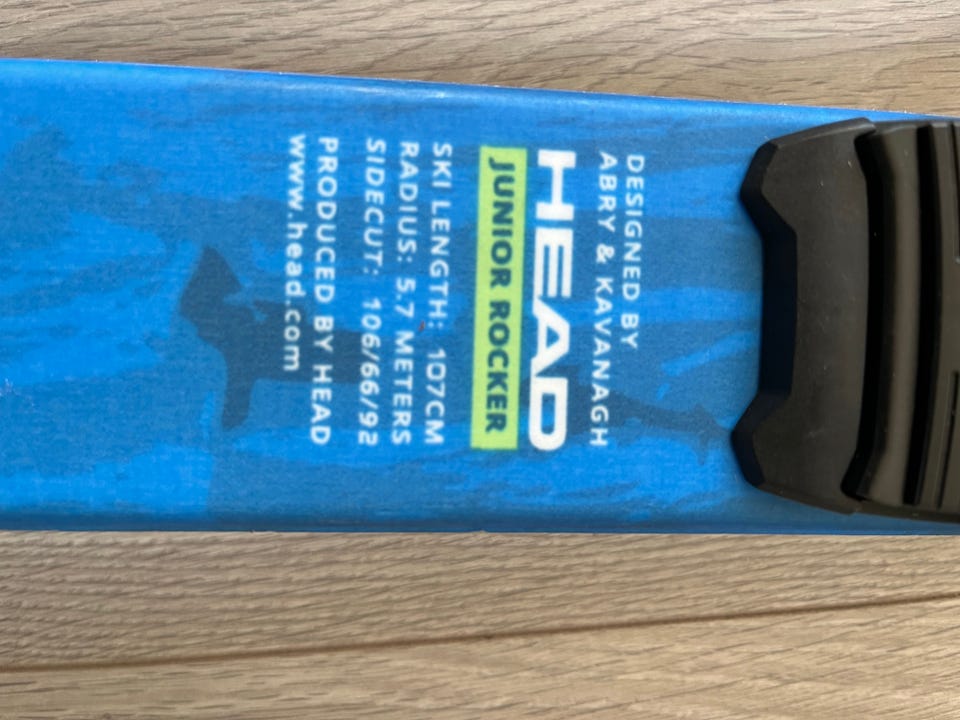 DESIGNED BY
ABRY & KAVANAGH
HEAD
JUNIOR ROCKER
SKI LENGTH: 107CM
RADIUS: 5.7 METERS
SIDECUT: 106/66/92
PRODUCED BY HEAD
www.head.com